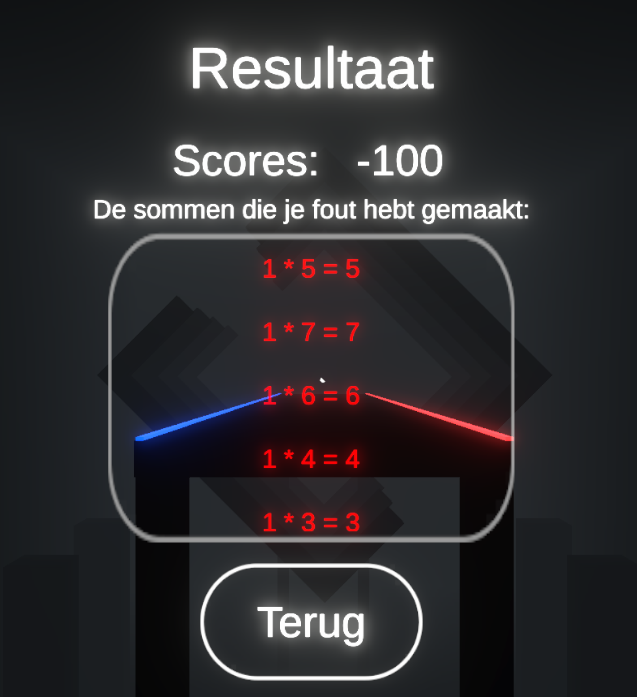 Resultaat
Scores: -100
De sommen die je fout hebt gemaakt:
1 * 5 = 5
1 * 7 = 7
1 * 6 = 6
1 * 4 = 4
1 * 3 = 3
Terug